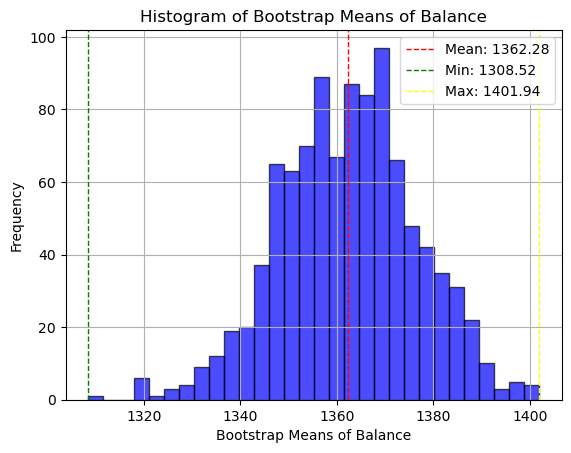 Histogram of Bootstrap Means of Balance
Mean: 1362.28
Min: 1308.52
Max: 1401.94
Frequency
100
80
60
40
20
0
1320
1340
1360
1380
1400
Bootstrap Means of Balance